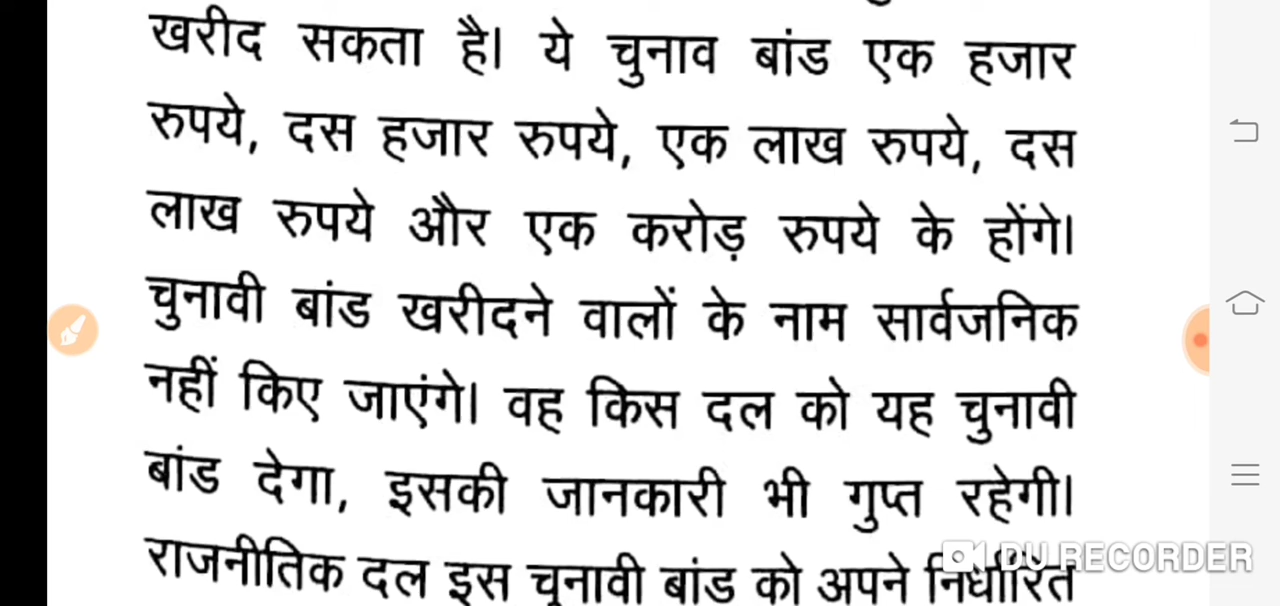 खरीद सकता है। ये चुनाव बांड एक हजार
रुपये, दस हजार रुपये, एक लाख रुपये, दस
लाख रुपये और एक करोड़ रुपये के होंगे।
चुनावी बांड खरीदने वालों के नाम सार्वजनिक
नहीं किए जाएंगे। वह किस दल को यह चुनावी
बांड देगा, इसकी जानकारी भी गुप्त रहेगी।
राजनीतिक दल इस चुनावी बांड को अपने निर्धारित
DU RECORDER